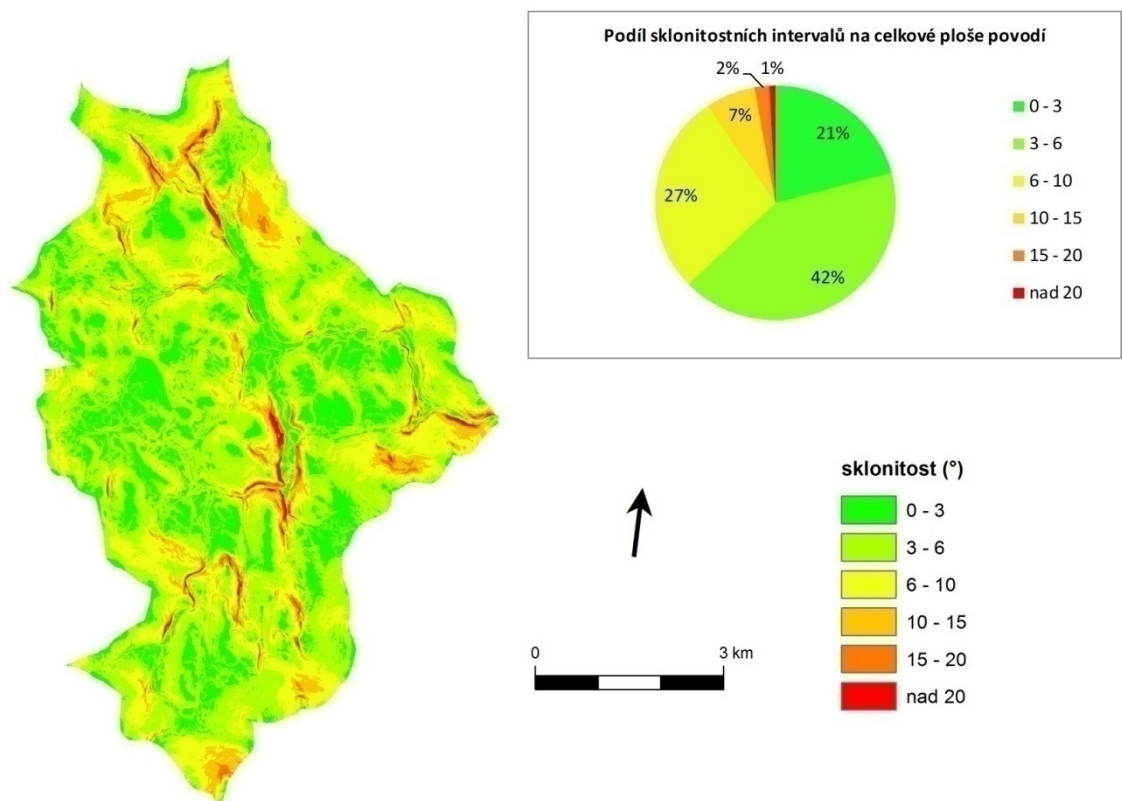 Podíl sklonitostních intervalů na celkové ploše povodí
2%
1%
7%
21%
27%
42%
0 - 3
3 - 6
6 - 10
10 - 15
15 - 20
nad 20
sklonitost (°)
0 - 3
3 - 6
6 - 10
10 - 15
15 - 20
nad 20
0 3 km